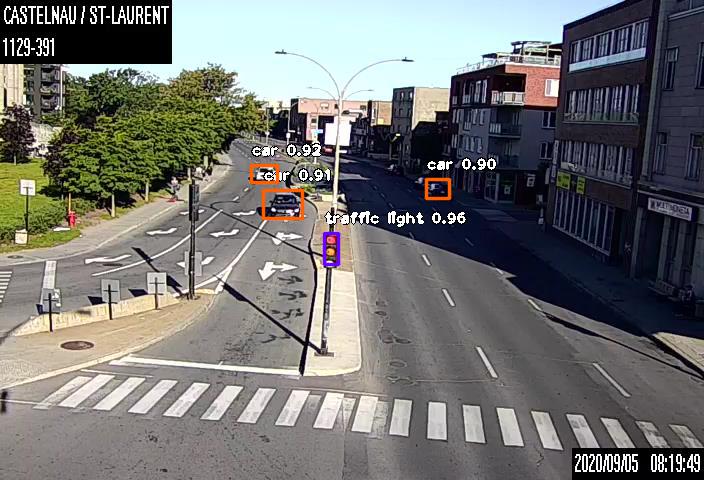 CASTELNAU / ST-LAURENT
1129-391
car 0.92
car 0.91
car 0.90
traffic light 0.96
2020/09/05 08:19:49